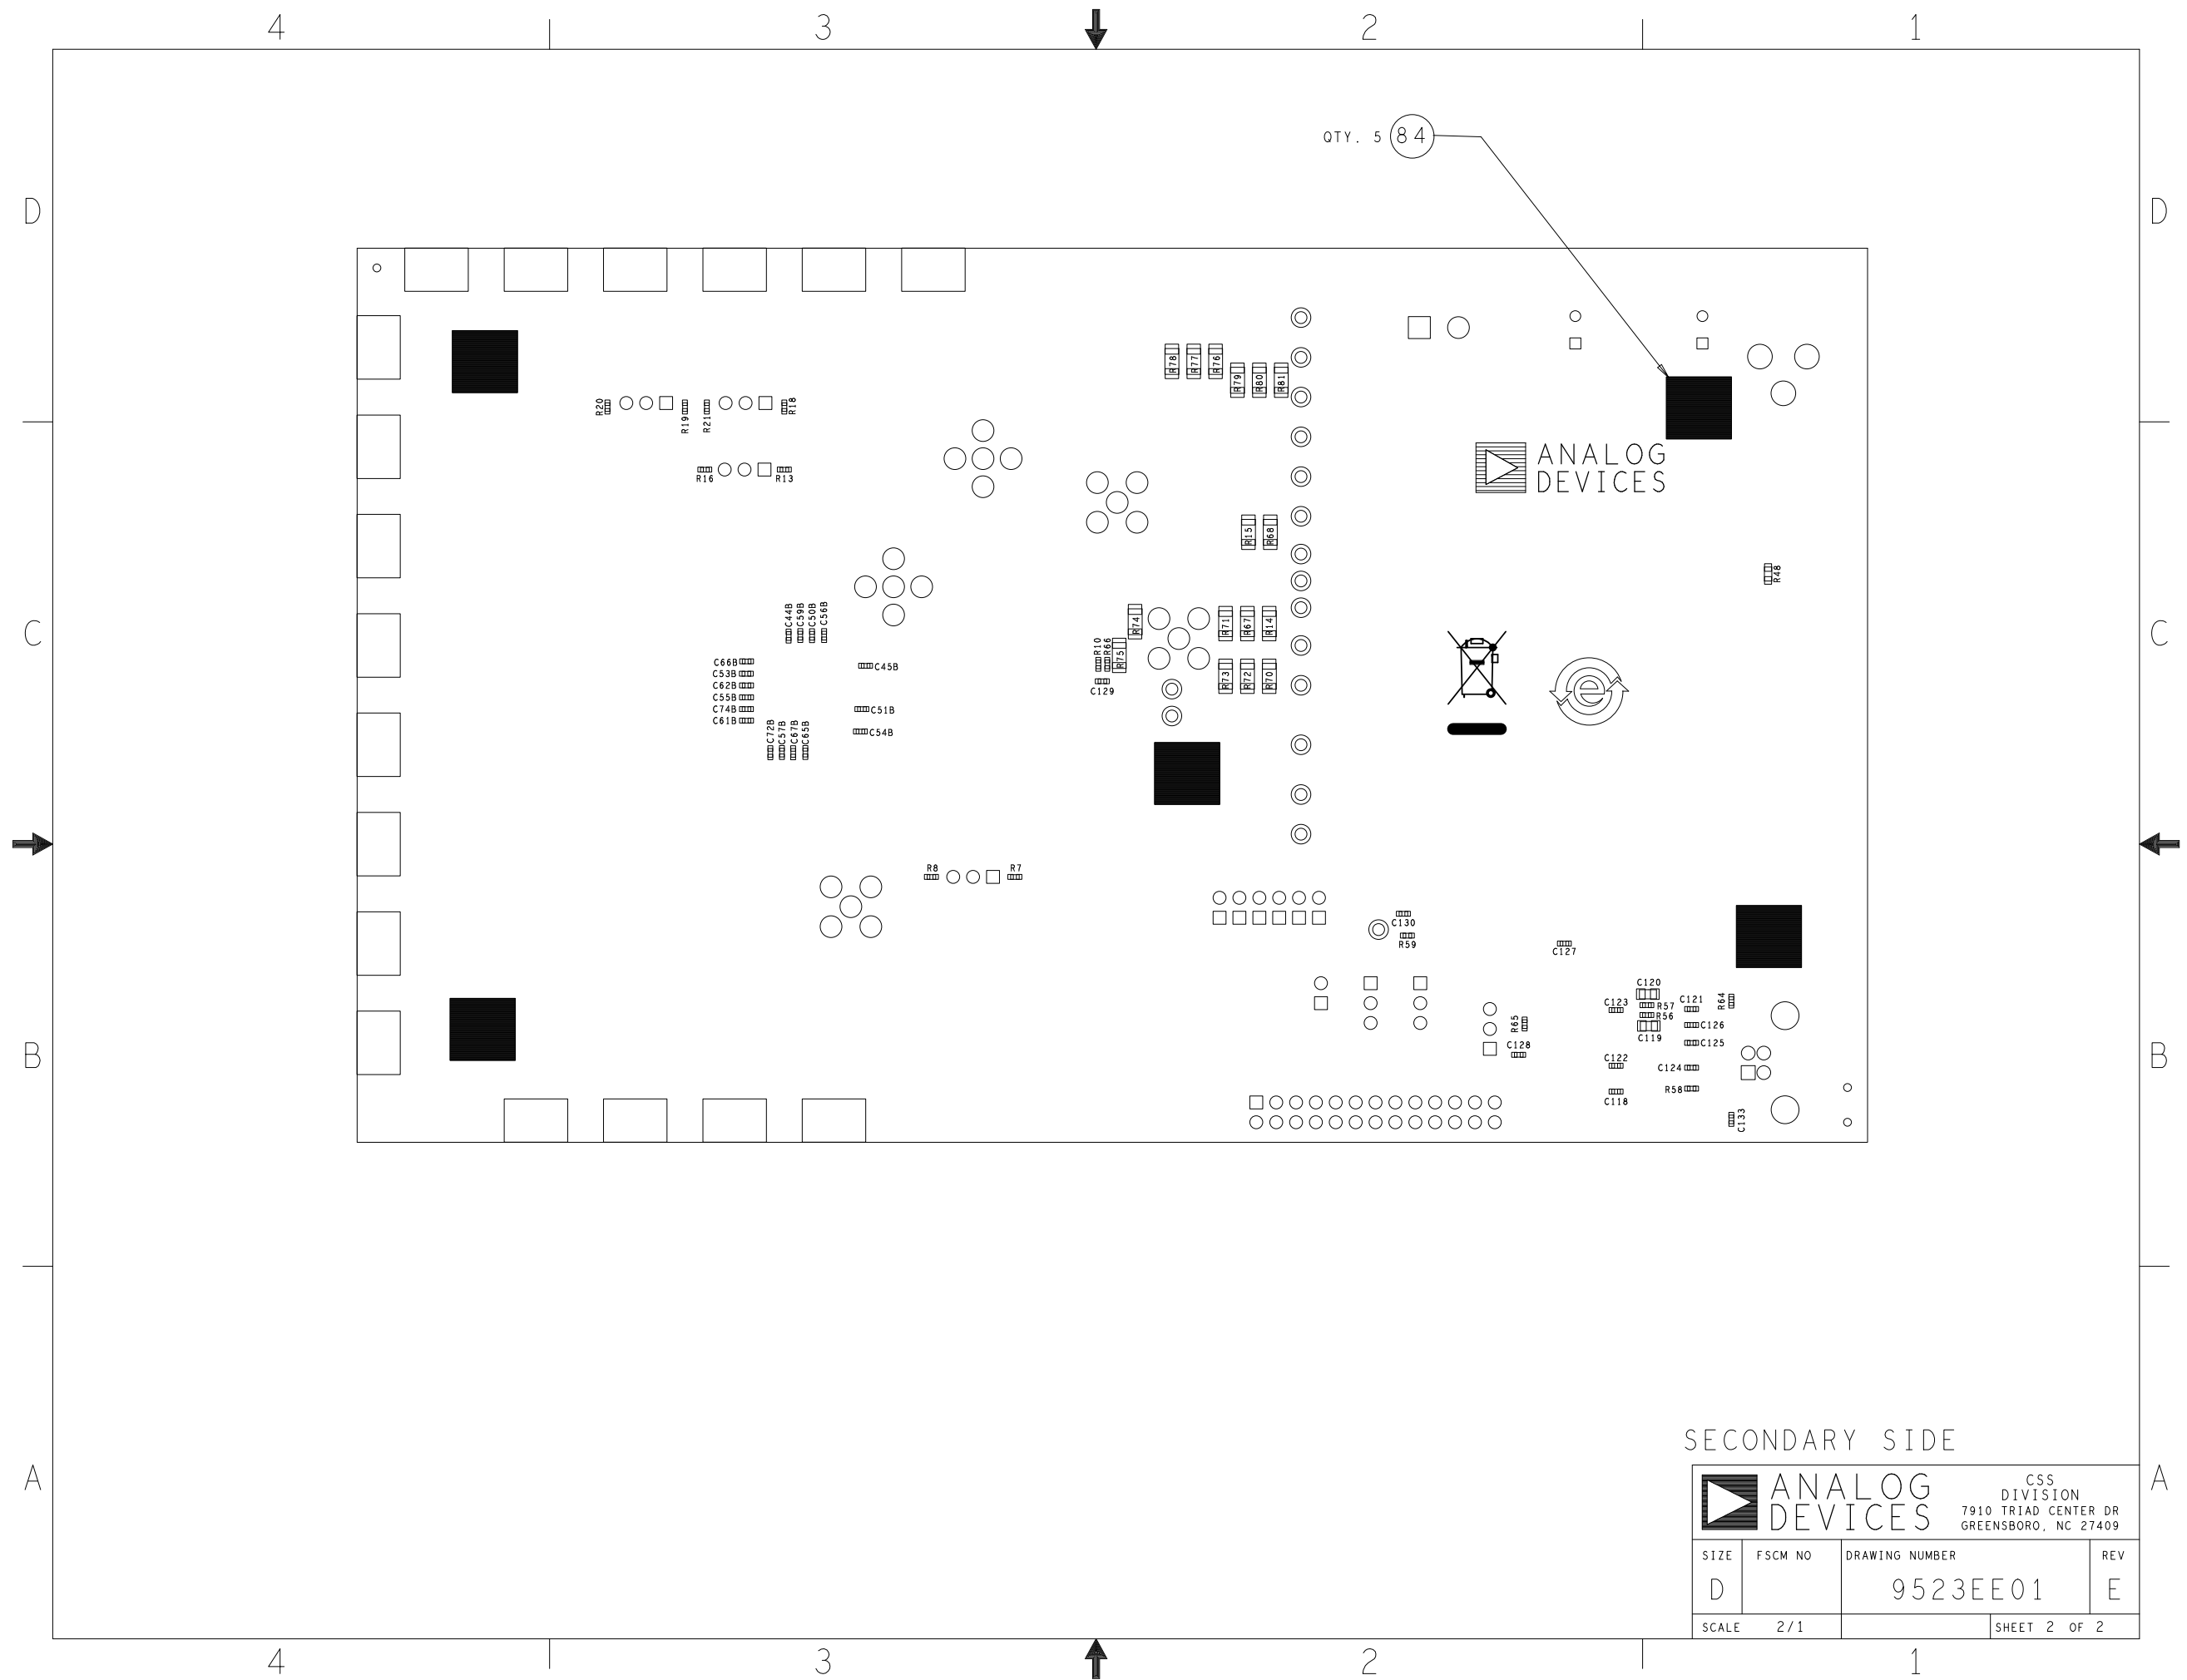 4 3 2 1
QTY. 5 84
D D
R78 R77 R76
R79 R80 R81
R20 R19 R21 R18
R16 R13
ANALOG
DEVICES
R15 R68
R48
C C
C44B C59B C50B C56B
R74 R71 R67 R14
R10 R66 R75
C66B
C53B
C62B
C55B
C74B
C61B
C45B
C51B
C54B
C129
R73 R72 R70
e
C72B C57B C67B C65B
R8 R7
C130
R59
C127
C120
C123 R57 C121 R64
R56
C126
C119
C125
R65
C128
C122
C124
R58
C118
C133
B B
A A
SECONDARY SIDE
ANALOG
DEVICES
CSS
DIVISION
7910 TRIAD CENTER DR
GREENSBORO, NC 27409
SIZE FSCM NO DRAWING NUMBER REV
D 9523EE01 E
SCALE 2/1 SHEET 2 OF 2
4 3 2 1